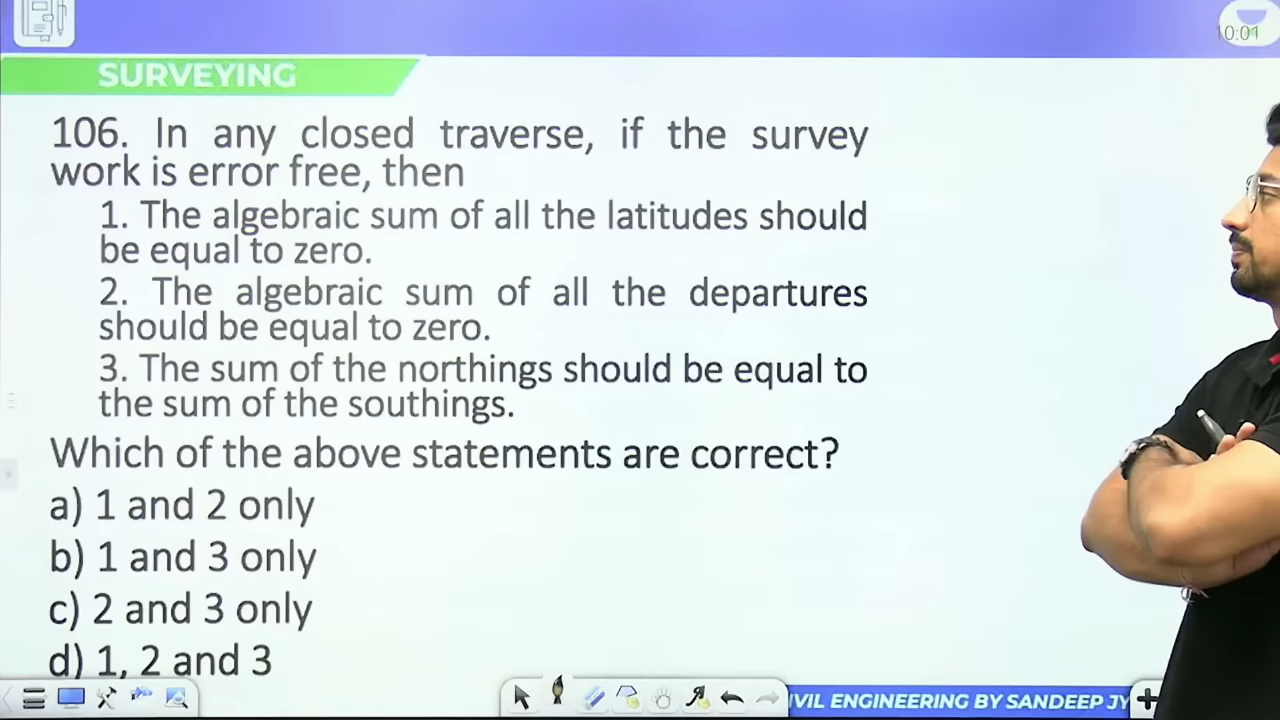 10:01
SURVEYING
106. In any closed traverse, if the survey
work is error free, then
1. The algebraic sum of all the latitudes should
be equal to zero.
2. The algebraic sum of all the departures
should be equal to zero.
3. The sum of the northings should be equal to
the sum of the southings.
Which of the above statements are correct?
a) 1 and 2 only
b) 1 and 3 only
c) 2 and 3 only
d) 1, 2 and 3
IVIL ENGINEERING BY SANDEEP JY